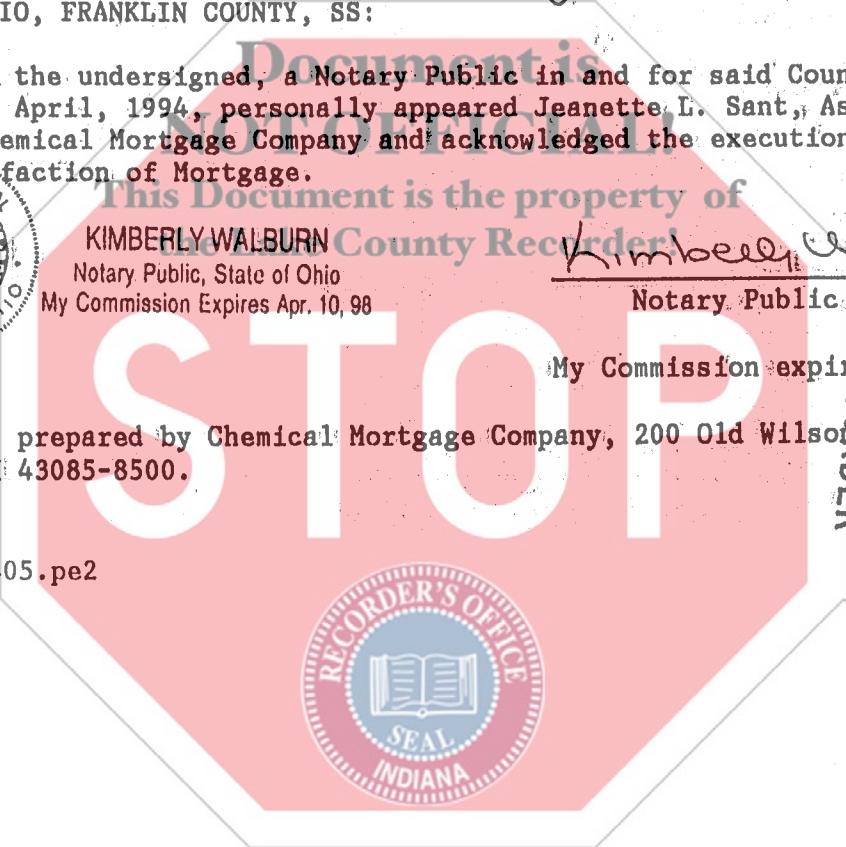 IO, FRANKLIN COUNTY, SS:
Document is
the undersigned, a Notary Public in and for said Coun
April, 1994, personally appeared Jeanette L. Sant, As
NOT OFFICIAL!
emical Mortgage Company and acknowledged the execution
faction of Mortgage.
This Document is the property of
the Lake County Recorder!
KIMBERLY WALBURN
Notary Public, State of Ohio
My Commission Expires Apr. 10, 98
Kimberly
Notary Public
My Commission expir
STOP
prepared by Chemical Mortgage Company, 200 Old Wilson
43085-8500.
05.pe2
RECORDER'S OFFICE
SEAL
INDIANA